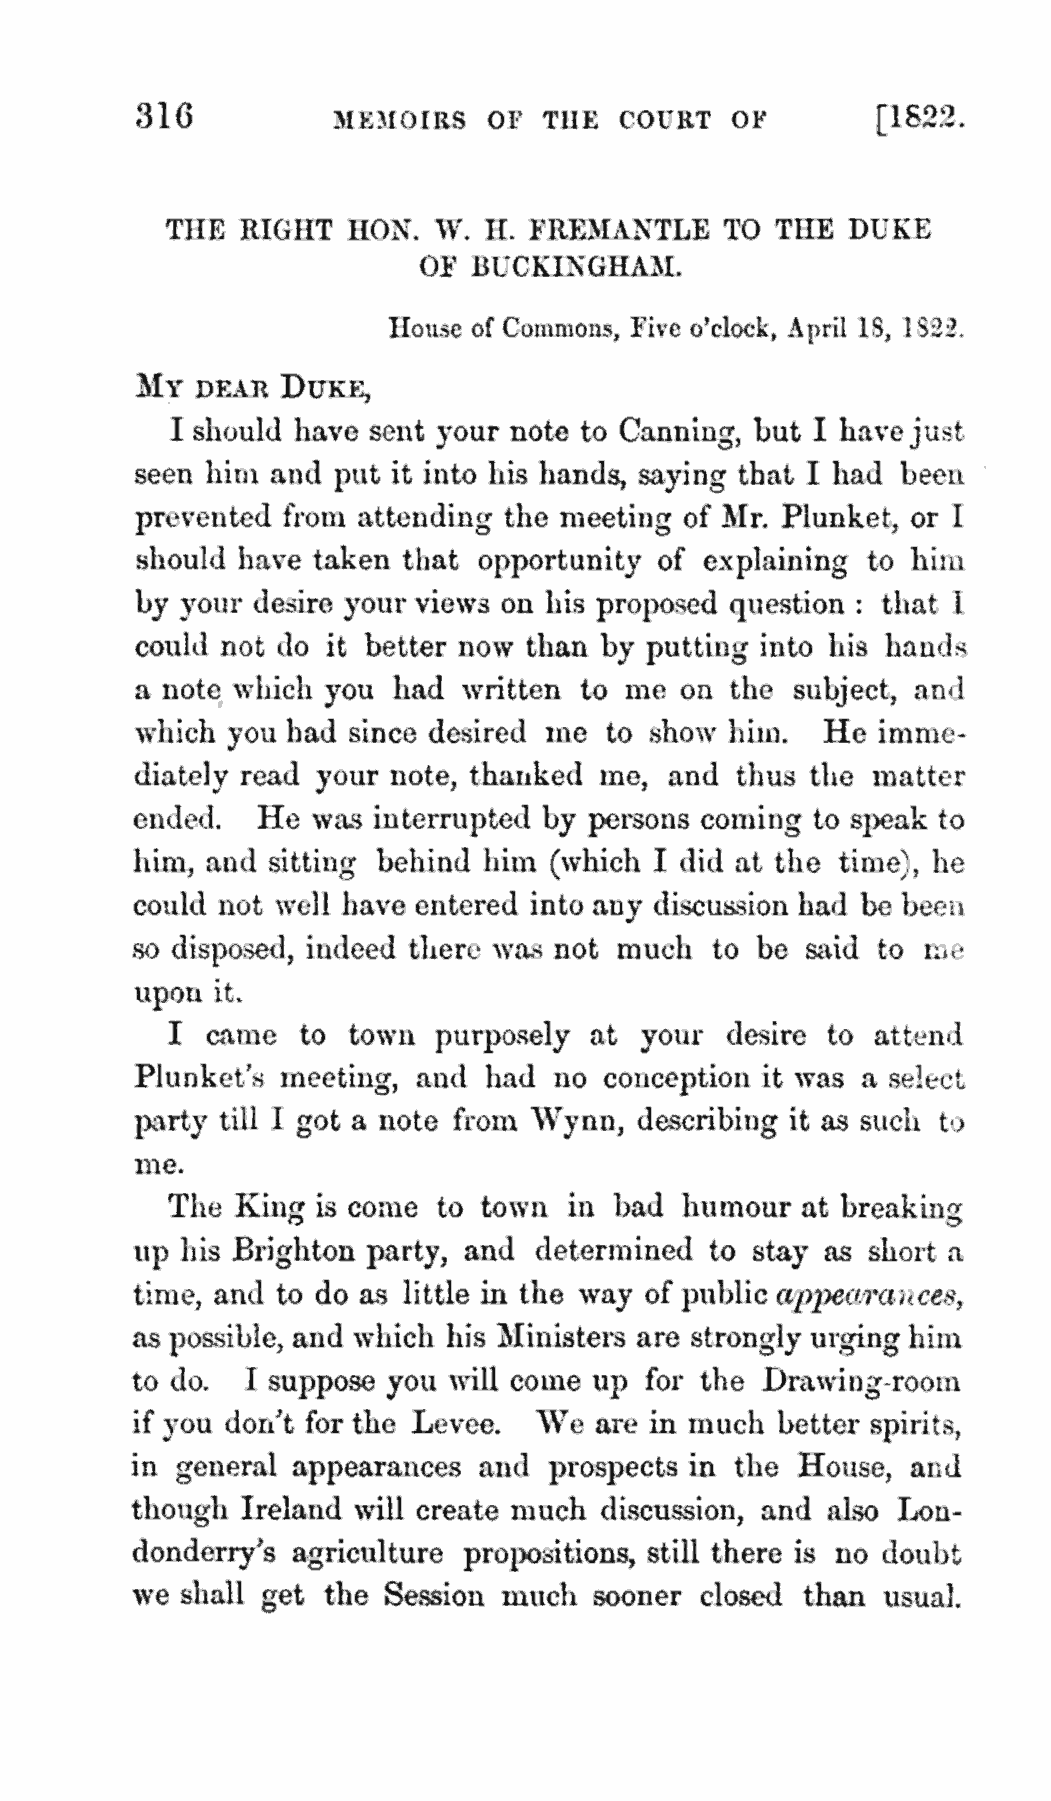 316 MEMOIRS OF THE COURT OF [1822.
THE RIGHT HON. W. H. FREMANTLE TO THE DUKE
OF BUCKINGHAM.
House of Commons, Five o'clock, April 18, 1822.
MY DEAR DUKE,
I should have sent your note to Canning, but I have just
seen him and put it into his hands, saying that I had been
prevented from attending the meeting of Mr. Plunket, or I
should have taken that opportunity of explaining to him
by your desire your views on his proposed question : that I
could not do it better now than by putting into his hands
a note which you had written to me on the subject, and
which you had since desired me to show him. He imme-
diately read your note, thanked me, and thus the matter
ended. He was interrupted by persons coming to speak to
him, and sitting behind him (which I did at the time), he
could not well have entered into any discussion had be been
so disposed, indeed there was not much to be said to me
upon it.
I came to town purposely at your desire to attend
Plunket's meeting, and had no conception it was a select
party till I got a note from Wynn, describing it as such to
me.
The King is come to town in bad humour at breaking
up his Brighton party, and determined to stay as short a
time, and to do as little in the way of public appearances,
as possible, and which his Ministers are strongly urging him
to do. I suppose you will come up for the Drawing-room
if you don't for the Levee. We are in much better spirits,
in general appearances and prospects in the House, and
though Ireland will create much discussion, and also Lon-
donderry's agriculture propositions, still there is no doubt
we shall get the Session much sooner closed than usual.